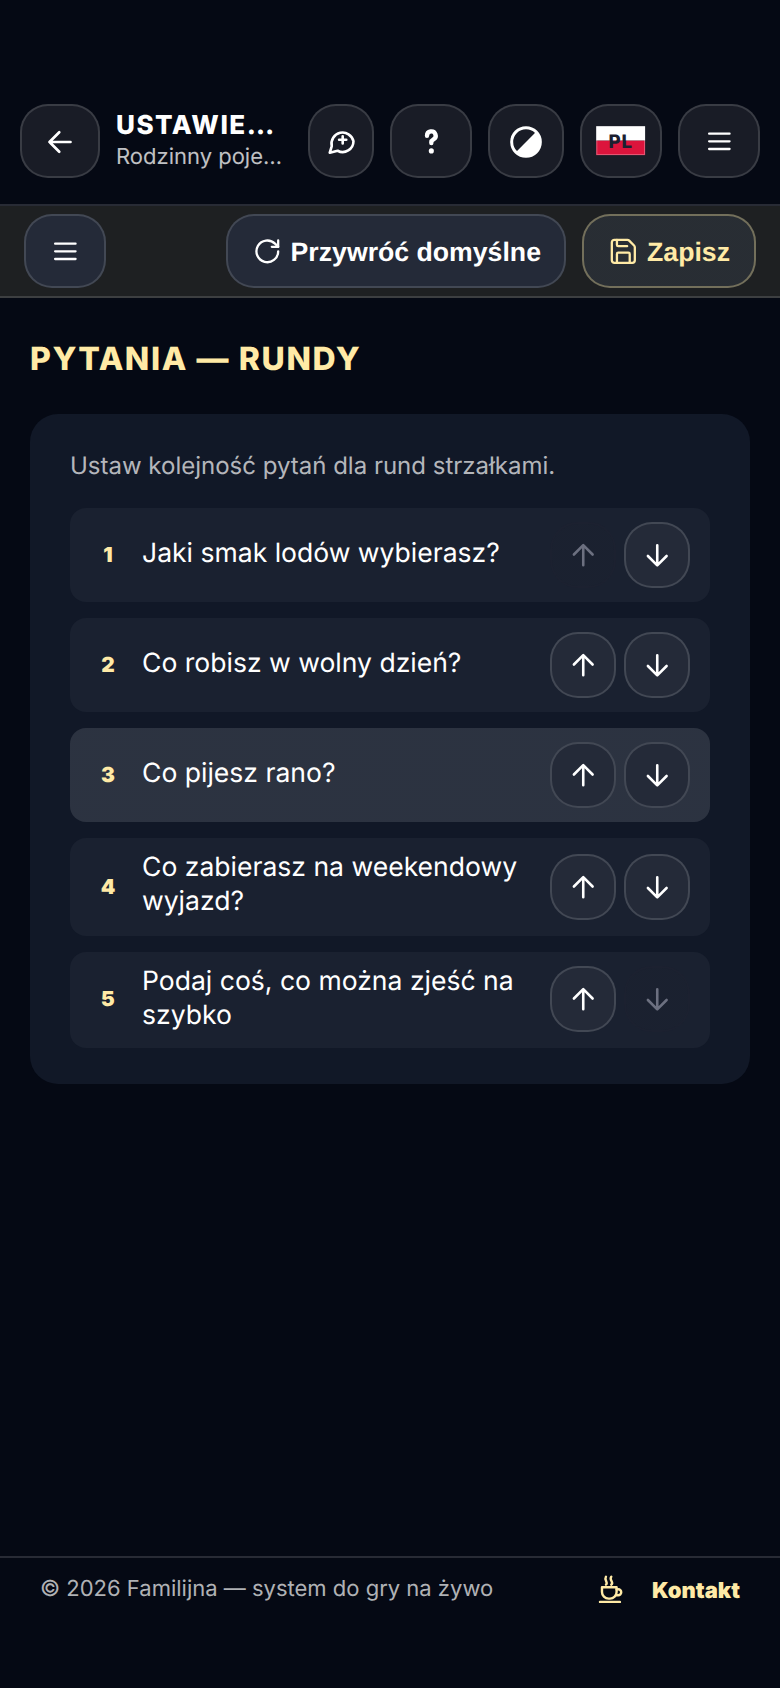 USTAWIE...
Rodzinny poje...
?
PL
Przywróć domyślne
Zapisz
PYTANIA — RUNDY
Ustaw kolejność pytań dla rund strzałkami.
1 Jaki smak lodów wybierasz?
2 Co robisz w wolny dzień?
3 Co pijesz rano?
4 Co zabierasz na weekendowy
wyjazd?
5 Podaj coś, co można zjeść na
szybko
© 2026 Familijna — system do gry na żywo
Kontakt